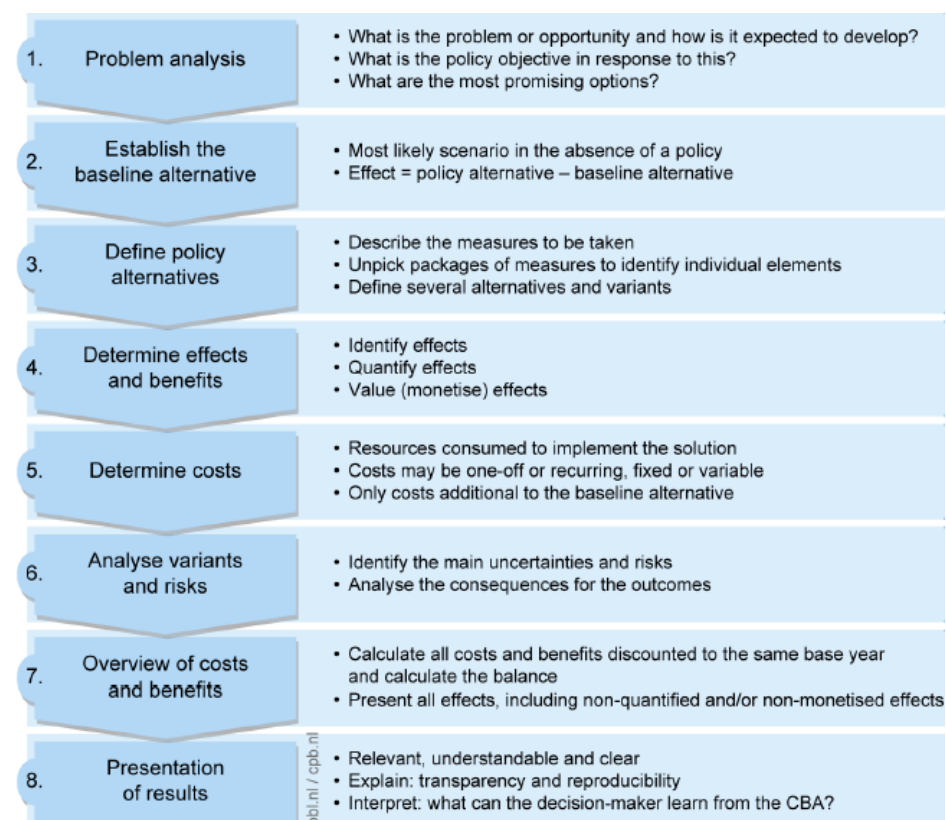 1.
Problem analysis
• What is the problem or opportunity and how is it expected to develop?
• What is the policy objective in response to this?
• What are the most promising options?
2.
Establish the
baseline alternative
• Most likely scenario in the absence of a policy
• Effect = policy alternative – baseline alternative
3.
Define policy
alternatives
• Describe the measures to be taken
• Unpick packages of measures to identify individual elements
• Define several alternatives and variants
4.
Determine effects
and benefits
• Identify effects
• Quantify effects
• Value (monetise) effects
5.
Determine costs
• Resources consumed to implement the solution
• Costs may be one-off or recurring, fixed or variable
• Only costs additional to the baseline alternative
6.
Analyse variants
and risks
• Identify the main uncertainties and risks
• Analyse the consequences for the outcomes
7.
Overview of costs
and benefits
• Calculate all costs and benefits discounted to the same base year
and calculate the balance
• Present all effects, including non-quantified and/or non-monetised effects
8.
Presentation
of results
• Relevant, understandable and clear
• Explain: transparency and reproducibility
• Interpret: what can the decision-maker learn from the CBA?
pbl.nl / cpb.nl